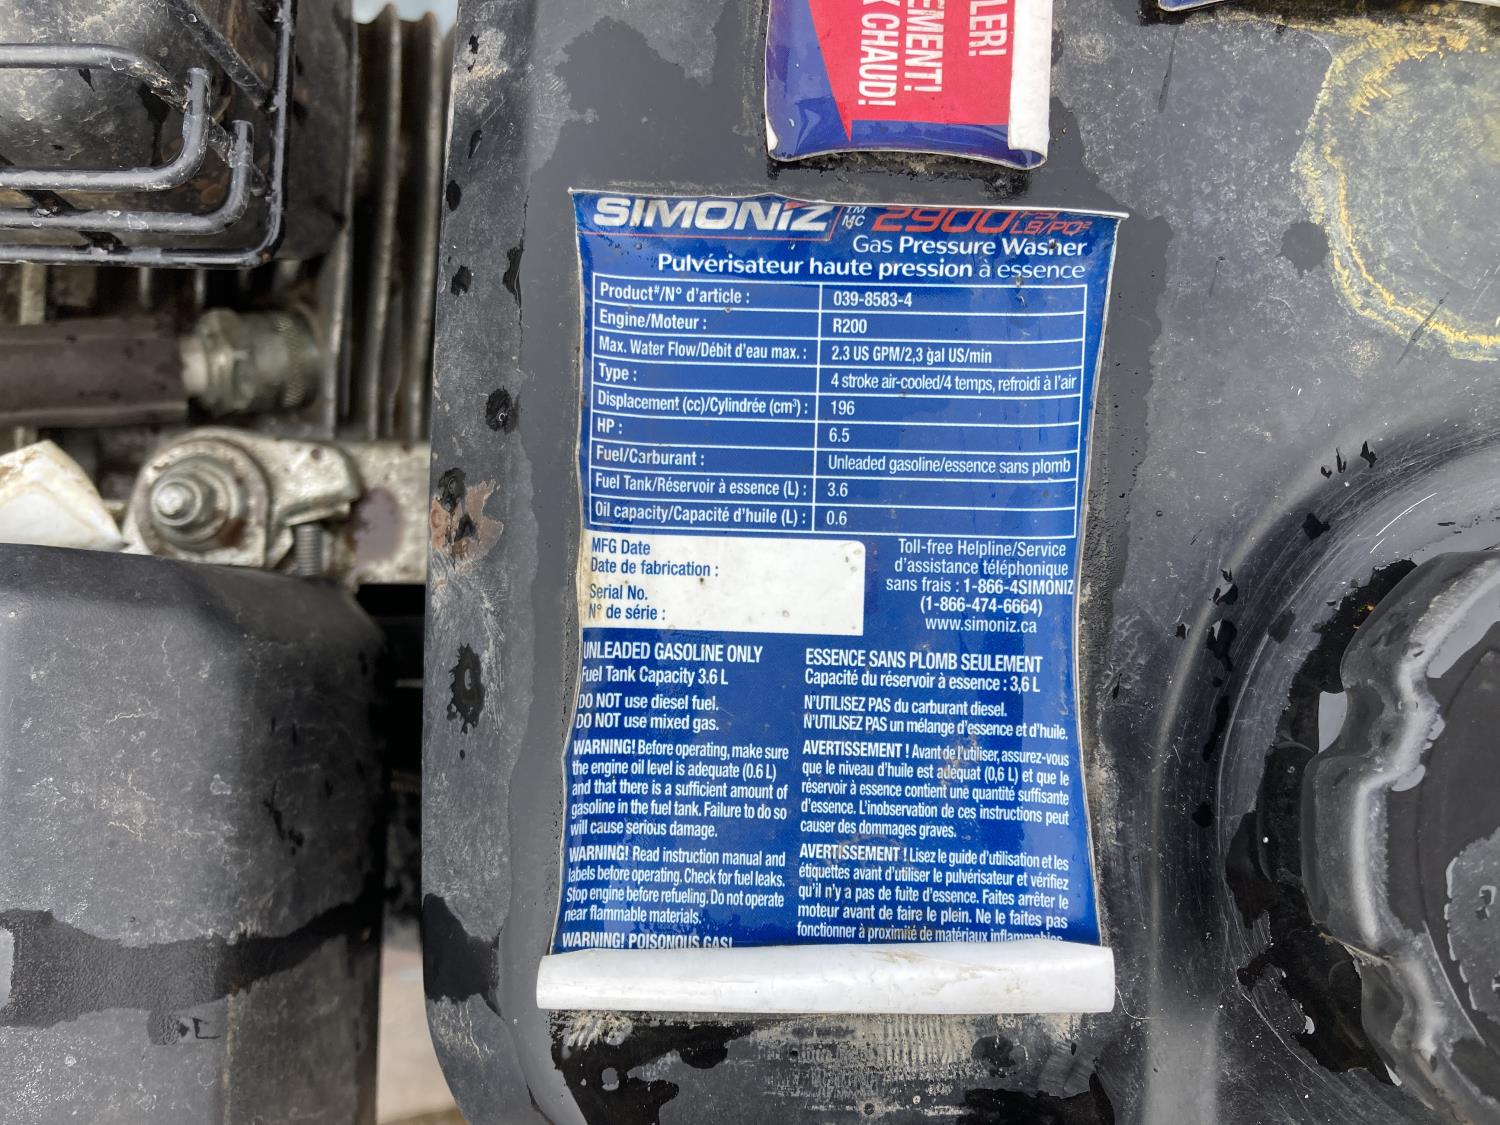 LLER!
EMENT!
X CHAUD!
SIMONIZ TM MC 2900 PSI LB/PO²
Gas Pressure Washer
Pulvérisateur haute pression à essence
Product#/N° d'article : 039-8583-4
Engine/Moteur : R200
Max. Water Flow/Débit d'eau max. : 2.3 US GPM/2,3 gal US/min
Type : 4 stroke air-cooled/4 temps, refroidi à l'air
Displacement (cc)/Cylindrée (cm³) : 196
HP : 6.5
Fuel/Carburant : Unleaded gasoline/essence sans plomb
Fuel Tank/Réservoir à essence (L) : 3.6
Oil capacity/Capacité d'huile (L) : 0.6
MFG Date
Date de fabrication :
Serial No.
N° de série :
Toll-free Helpline/Service
d'assistance téléphonique
sans frais : 1-866-4SIMONIZ
(1-866-474-6664)
www.simoniz.ca
UNLEADED GASOLINE ONLY
Fuel Tank Capacity 3.6 L
DO NOT use diesel fuel.
DO NOT use mixed gas.
WARNING! Before operating, make sure
the engine oil level is adequate (0.6 L)
and that there is a sufficient amount of
gasoline in the fuel tank. Failure to do so
will cause serious damage.
WARNING! Read instruction manual and
labels before operating. Check for fuel leaks.
Stop engine before refueling. Do not operate
near flammable materials.
WARNING! POISONOUS GAS!
ESSENCE SANS PLOMB SEULEMENT
Capacité du réservoir à essence : 3,6 L
N'UTILISEZ PAS du carburant diesel.
N'UTILISEZ PAS un mélange d'essence et d'huile.
AVERTISSEMENT ! Avant de l'utiliser, assurez-vous
que le niveau d'huile est adéquat (0,6 L) et que le
réservoir à essence contient une quantité suffisante
d'essence. L'inobservation de ces instructions peut
causer des dommages graves.
AVERTISSEMENT ! Lisez le guide d'utilisation et les
étiquettes avant d'utiliser le pulvérisateur et vérifiez
qu'il n'y a pas de fuite d'essence. Faites arrêter le
moteur avant de faire le plein. Ne le faites pas
fonctionner à proximité de matériaux inflammables.